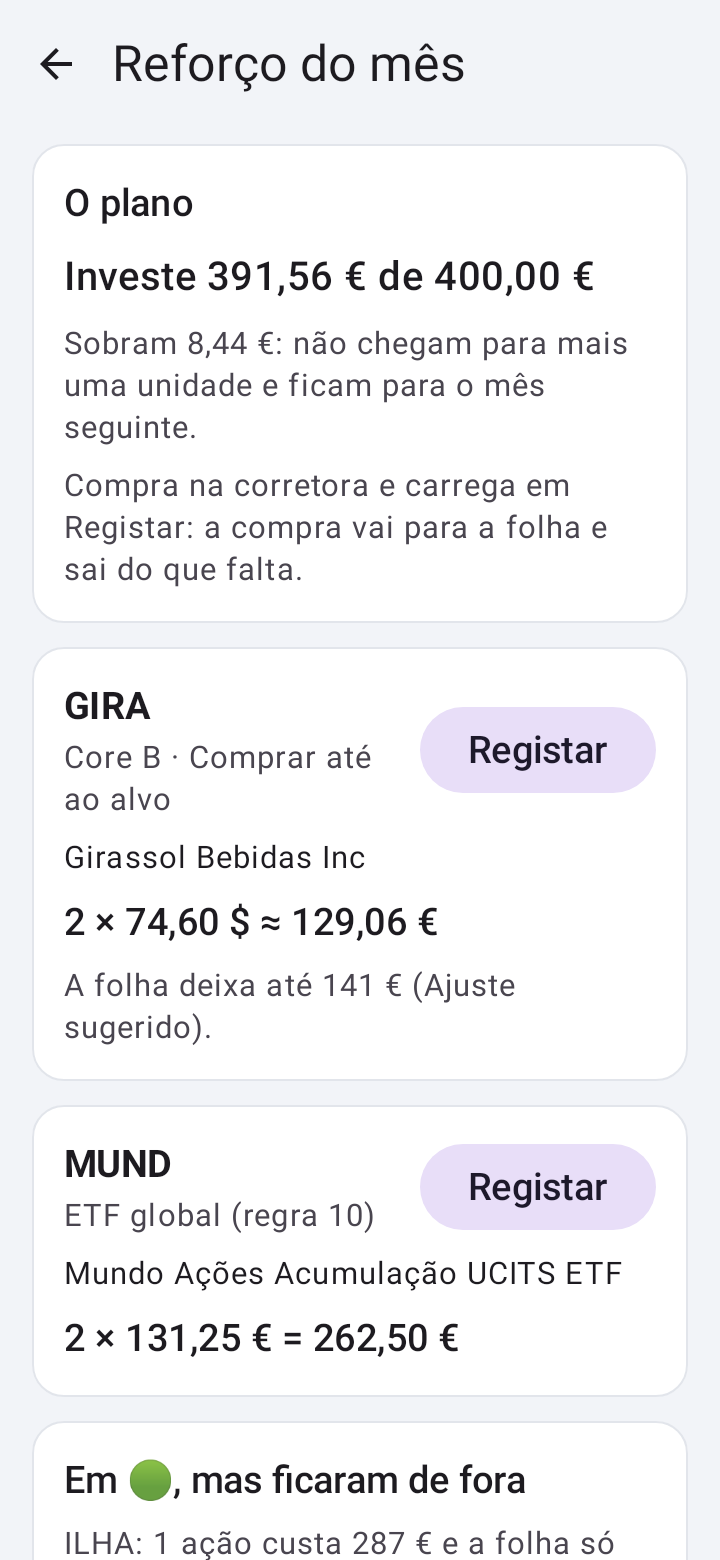 Reforço do mês
O plano
Investe 391,56 € de 400,00 €
Sobram 8,44 €: não chegam para mais
uma unidade e ficam para o mês
seguinte.
Compra na corretora e carrega em
Registar: a compra vai para a folha e
sai do que falta.
GIRA
Registar
Core B · Comprar até
ao alvo
Girassol Bebidas Inc
2 × 74,60 $ ≈ 129,06 €
A folha deixa até 141 € (Ajuste
sugerido).
MUND
Registar
ETF global (regra 10)
Mundo Ações Acumulação UCITS ETF
2 × 131,25 € = 262,50 €
Em 🟢, mas ficaram de fora
ILHA: 1 ação custa 287 € e a folha só